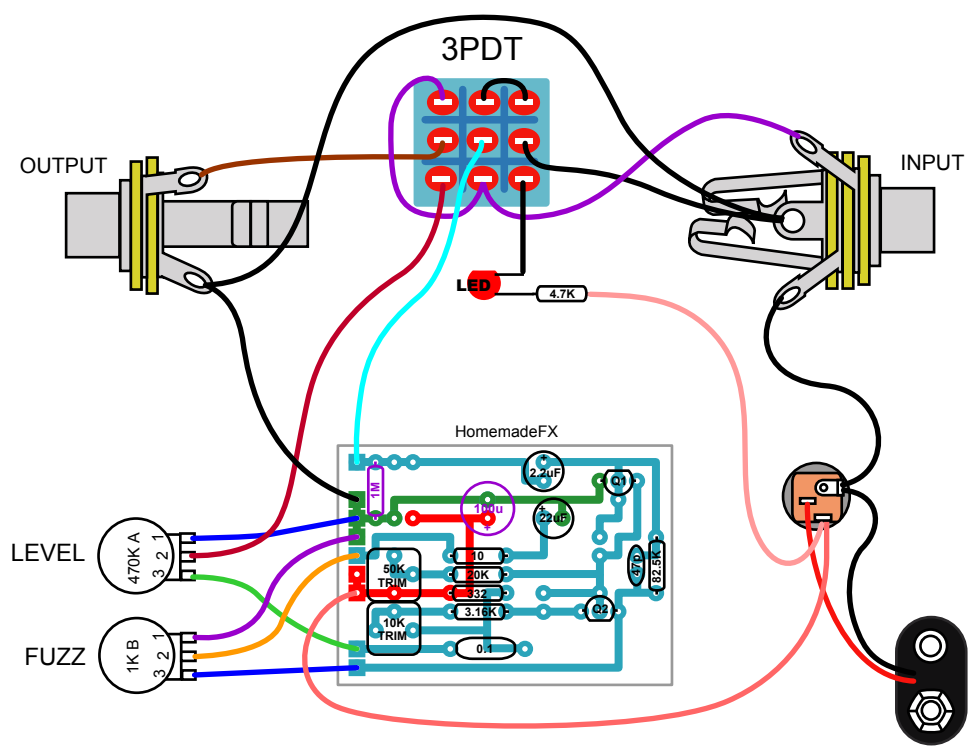 3PDT
OUTPUT
INPUT
LED
4.7K
HomemadeFX
+
2.2uF
Q1
1M
100u
+
+
22uF
LEVEL
470K A
1
2
3
10
50K
TRIM
20K
47p
82.5K
332
3.16K
Q2
10K
TRIM
0.1
FUZZ
1K B
1
2
3